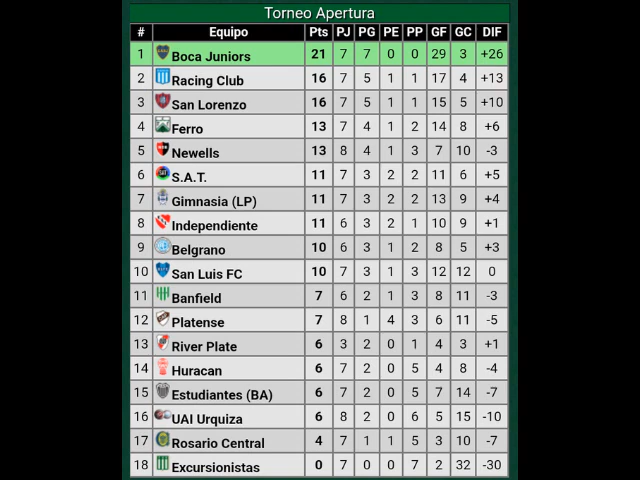 Torneo Apertura
# Equipo Pts PJ PG PE PP GF GC DIF
1 Boca Juniors 21 7 7 0 0 29 3 +26
2 Racing Club 16 7 5 1 1 17 4 +13
3 San Lorenzo 16 7 5 1 1 15 5 +10
4 Ferro 13 7 4 1 2 14 8 +6
5 Newells 13 8 4 1 3 7 10 -3
6 S.A.T. 11 7 3 2 2 11 6 +5
7 Gimnasia (LP) 11 7 3 2 2 13 9 +4
8 Independiente 11 6 3 2 1 10 9 +1
9 Belgrano 10 6 3 1 2 8 5 +3
10 San Luis FC 10 7 3 1 3 12 12 0
11 Banfield 7 6 2 1 3 8 11 -3
12 Platense 7 8 1 4 3 6 11 -5
13 River Plate 6 3 2 0 1 4 3 +1
14 Huracan 6 7 2 0 5 4 8 -4
15 Estudiantes (BA) 6 7 2 0 5 7 14 -7
16 UAI Urquiza 6 8 2 0 6 5 15 -10
17 Rosario Central 4 7 1 1 5 3 10 -7
18 Excursionistas 0 7 0 0 7 2 32 -30